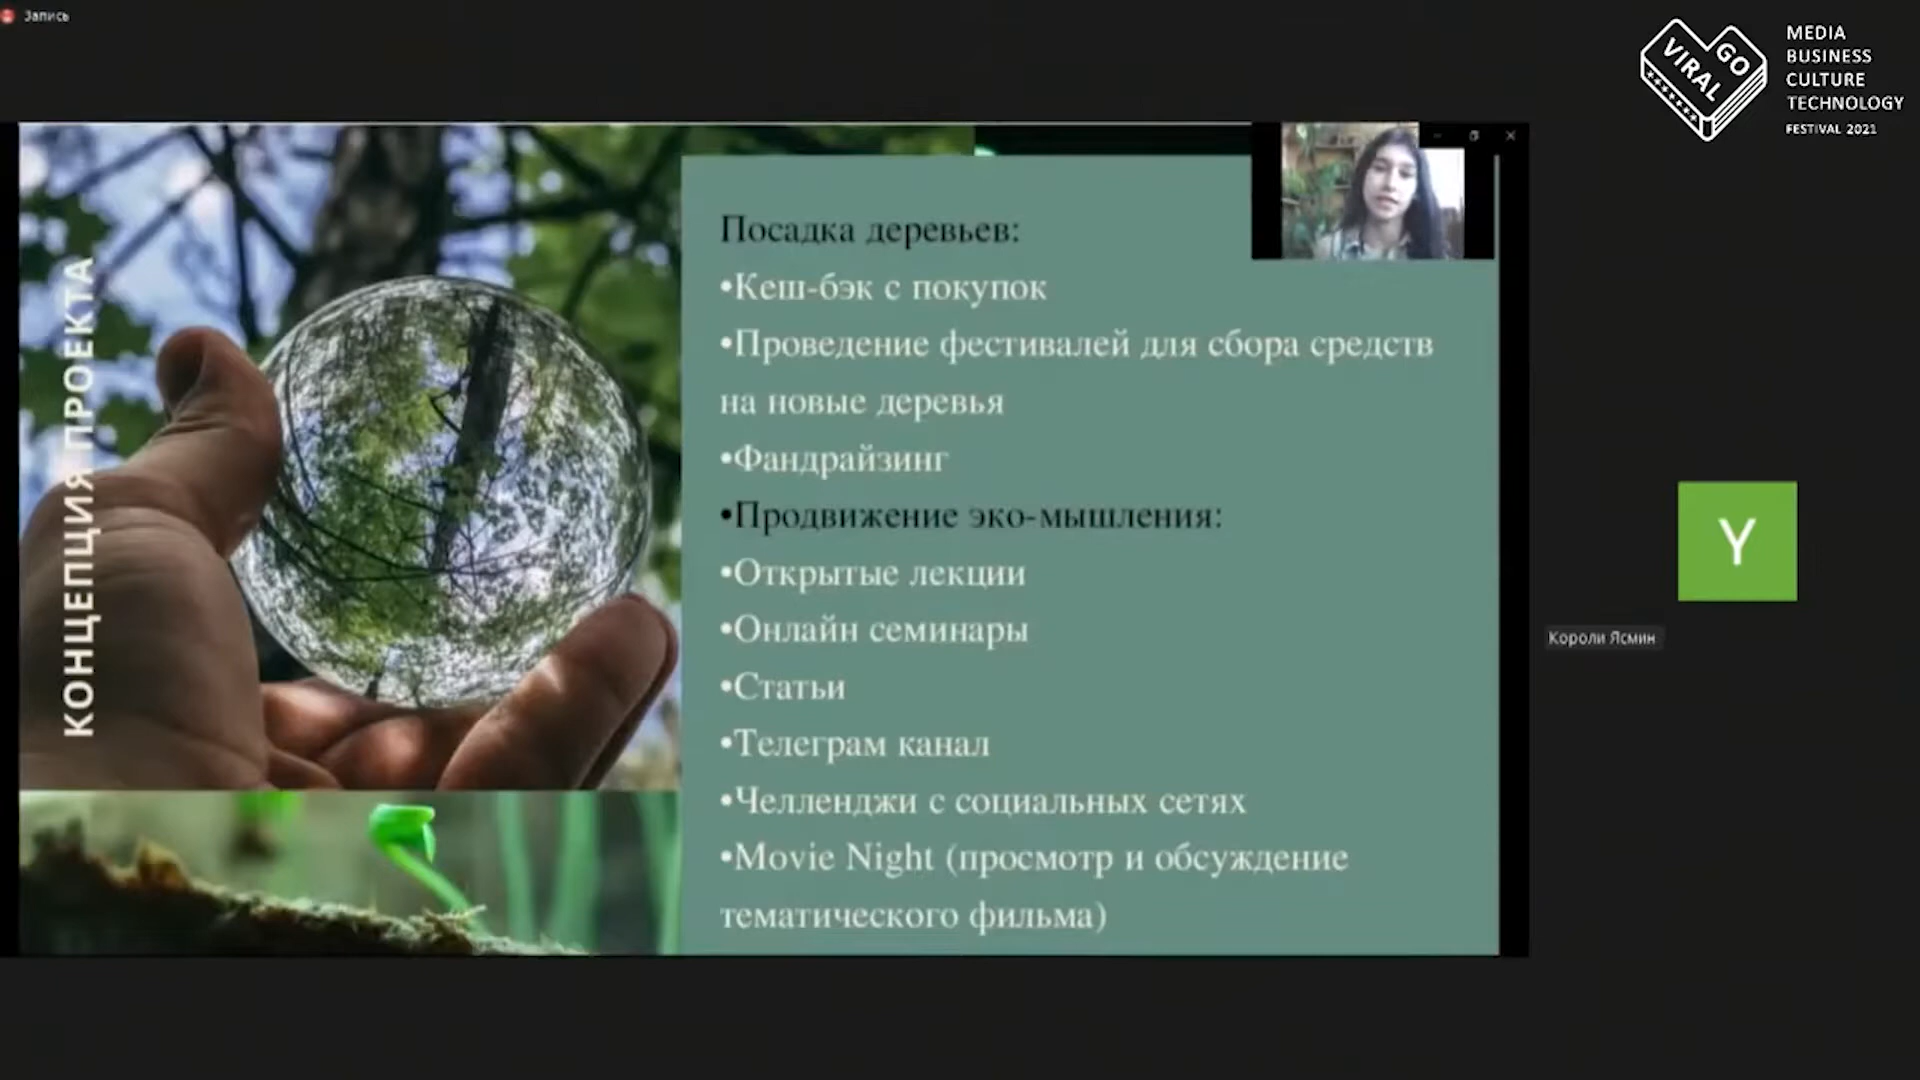 Запись
VIRAL
GO
MEDIA
BUSINESS
CULTURE
TECHNOLOGY
FESTIVAL 2021
КОНЦЕПЦИЯ ПРОЕКТА
Посадка деревьев:
•Кеш-бэк с покупок
•Проведение фестивалей для сбора средств
на новые деревья
•Фандрайзинг
•Продвижение эко-мышления:
•Открытые лекции
•Онлайн семинары
•Статьи
•Телеграм канал
•Челленджи с социальных сетях
•Movie Night (просмотр и обсуждение
тематического фильма)
Y
Короли Ясмин